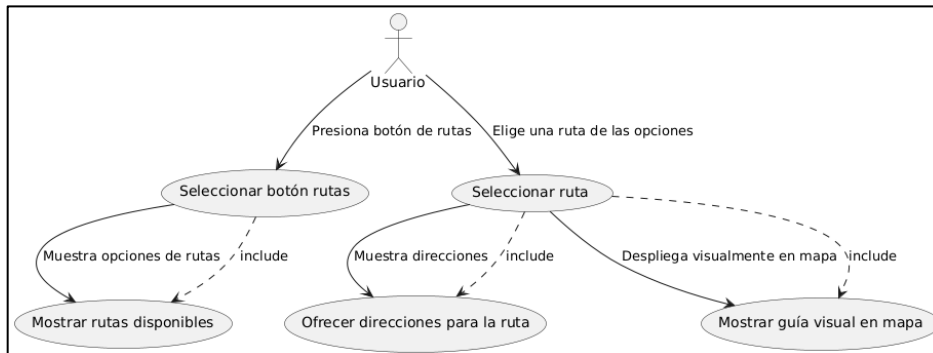 Usuario
Presiona botón de rutas
Elige una ruta de las opciones
Seleccionar botón rutas
Seleccionar ruta
Muestra opciones de rutas
include
Muestra direcciones
include
Despliega visualmente en mapa
include
Mostrar rutas disponibles
Ofrecer direcciones para la ruta
Mostrar guía visual en mapa